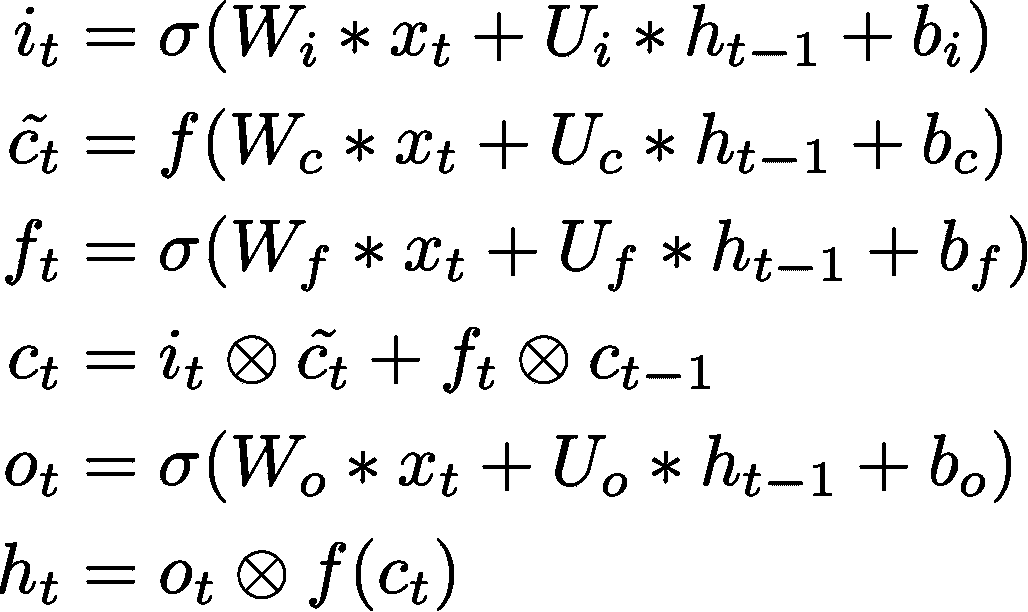 i_t = σ(W_i * x_t + U_i * h_{t−1} + b_i)
c̃_t = f(W_c * x_t + U_c * h_{t−1} + b_c)
f_t = σ(W_f * x_t + U_f * h_{t−1} + b_f)
c_t = i_t ⊗ c̃_t + f_t ⊗ c_{t−1}
o_t = σ(W_o * x_t + U_o * h_{t−1} + b_o)
h_t = o_t ⊗ f(c_t)